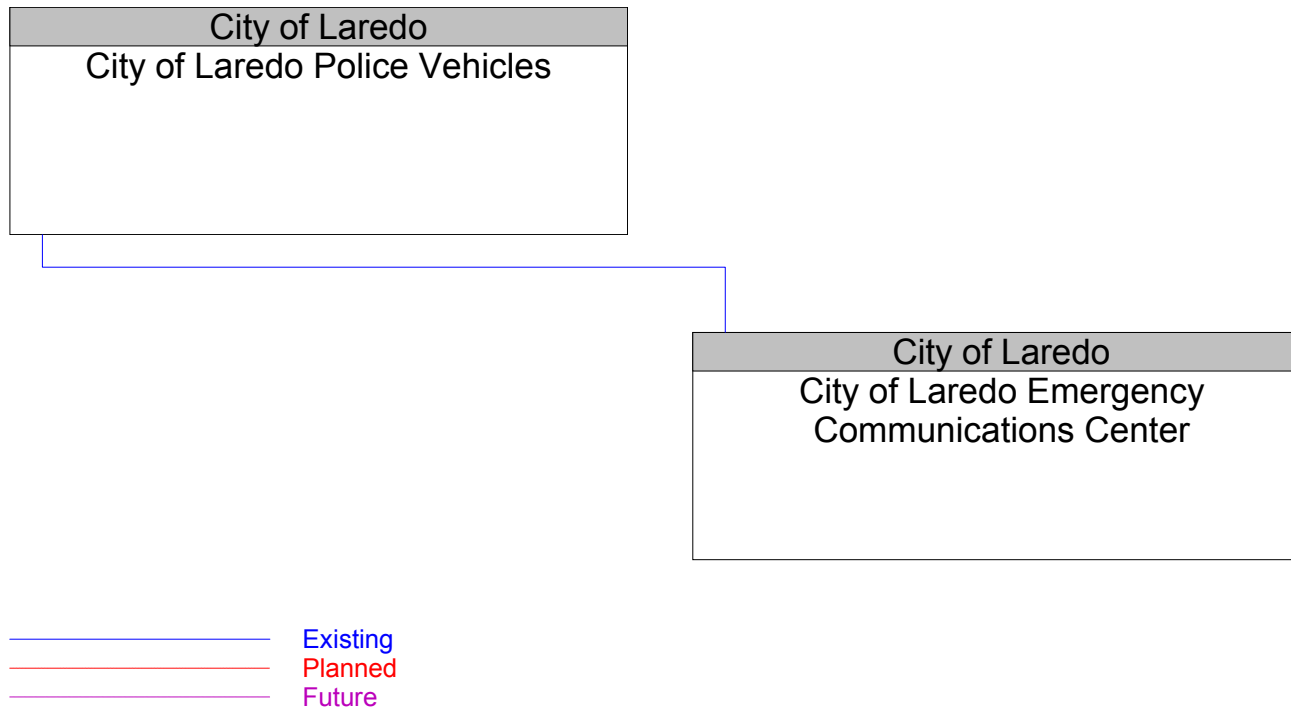 City of Laredo
City of Laredo Police Vehicles
City of Laredo
City of Laredo Emergency
Communications Center
Existing
Planned
Future